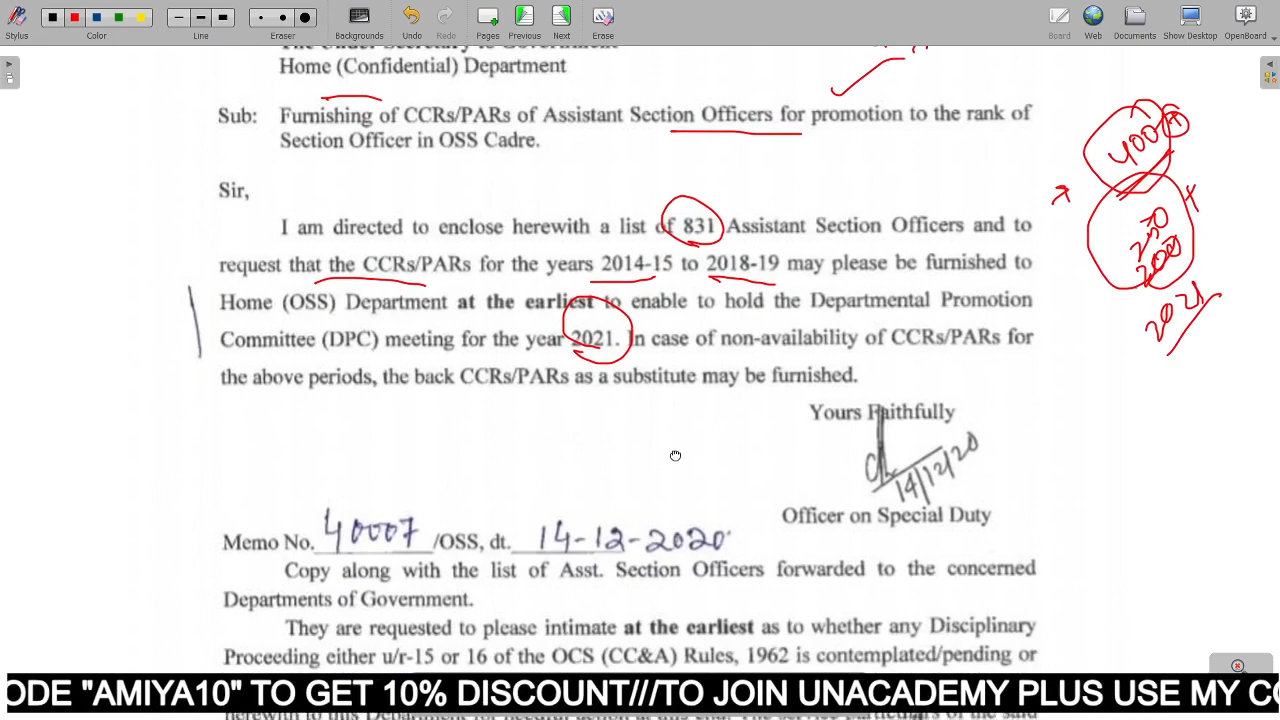 Stylus
Color
Line
Eraser
Backgrounds
Undo
Redo
Pages
Previous
Next
Erase
Board
Web
Documents
Show Desktop
OpenBoard
Home (Confidential) Department
Sub: Furnishing of CCRs/PARs of Assistant Section Officers for promotion to the rank of
Section Officer in OSS Cadre.
Sir,
I am directed to enclose herewith a list of 831 Assistant Section Officers and to
request that the CCRs/PARs for the years 2014-15 to 2018-19 may please be furnished to
Home (OSS) Department at the earliest to enable to hold the Departmental Promotion
Committee (DPC) meeting for the year 2021. In case of non-availability of CCRs/PARs for
the above periods, the back CCRs/PARs as a substitute may be furnished.
400
2021
Yours Faithfully
14/12/20
Officer on Special Duty
Memo No. 40007 /OSS, dt. 14-12-2020
Copy along with the list of Asst. Section Officers forwarded to the concerned
Departments of Government.
They are requested to please intimate at the earliest as to whether any Disciplinary
Proceeding either u/r-15 or 16 of the OCS (CC&A) Rules, 1962 is contemplated/pending or
ODE "AMIYA10" TO GET 10% DISCOUNT///TO JOIN UNACADEMY PLUS USE MY CO